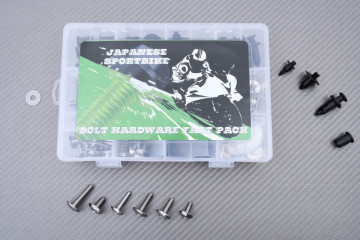 JAPANESE
SPORTBIKE
BOLT HARDWARE FAST PACK